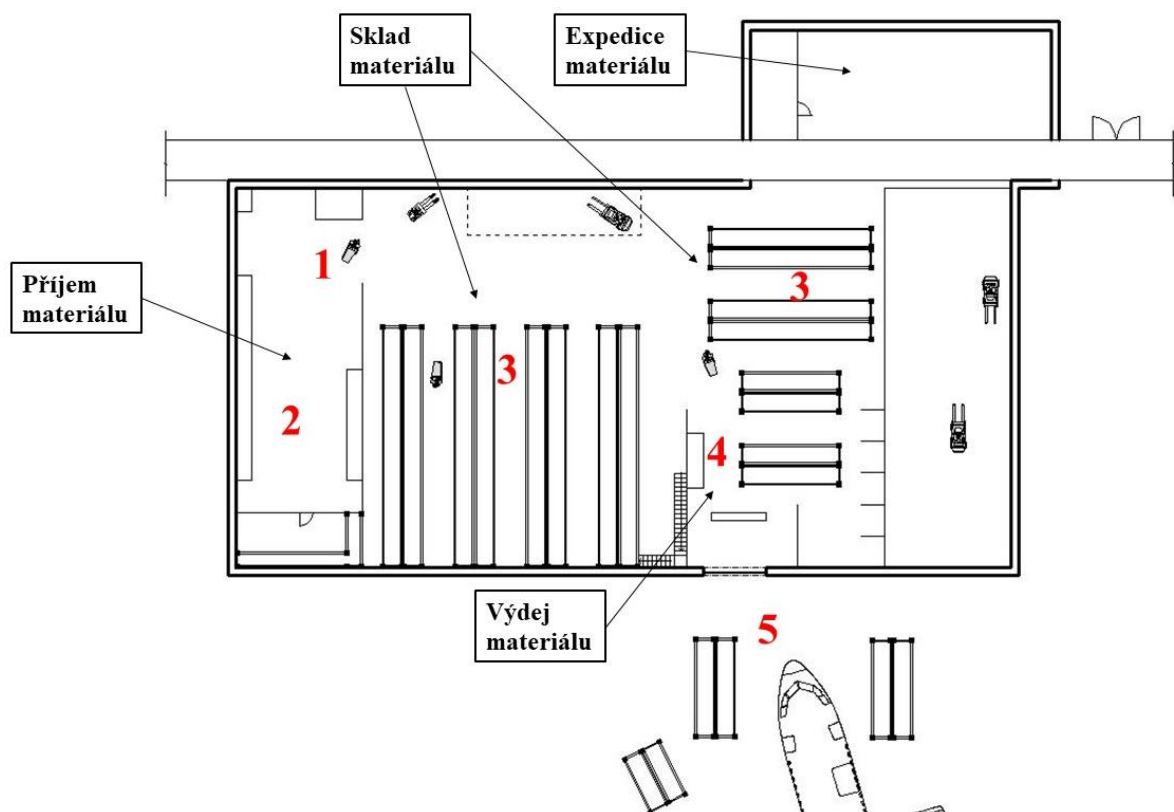 Sklad
materiálu
Expedice
materiálu
1
3
Příjem
materiálu
3
2
4
Výdej
materiálu
5